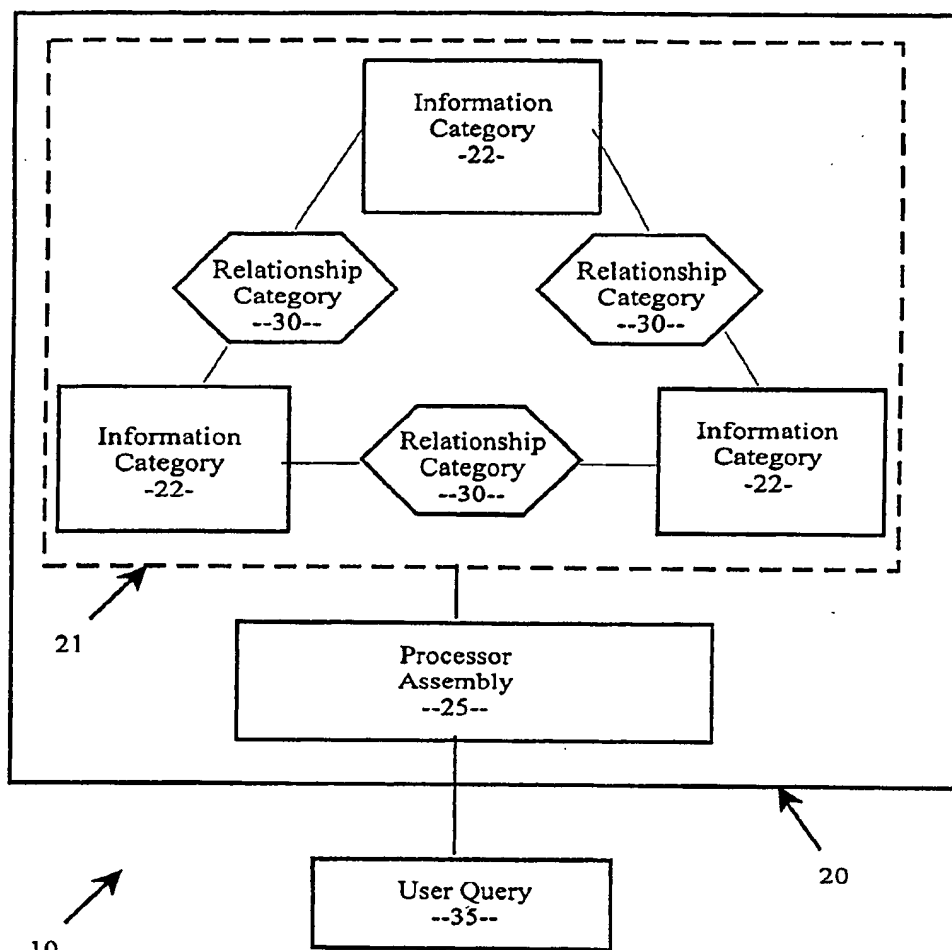 Information
Category
-22-
Relationship
Category
--30--
Relationship
Category
--30--
Information
Category
-22-
Relationship
Category
--30--
Information
Category
-22-
21
Processor
Assembly
--25--
20
User Query
--35--
10